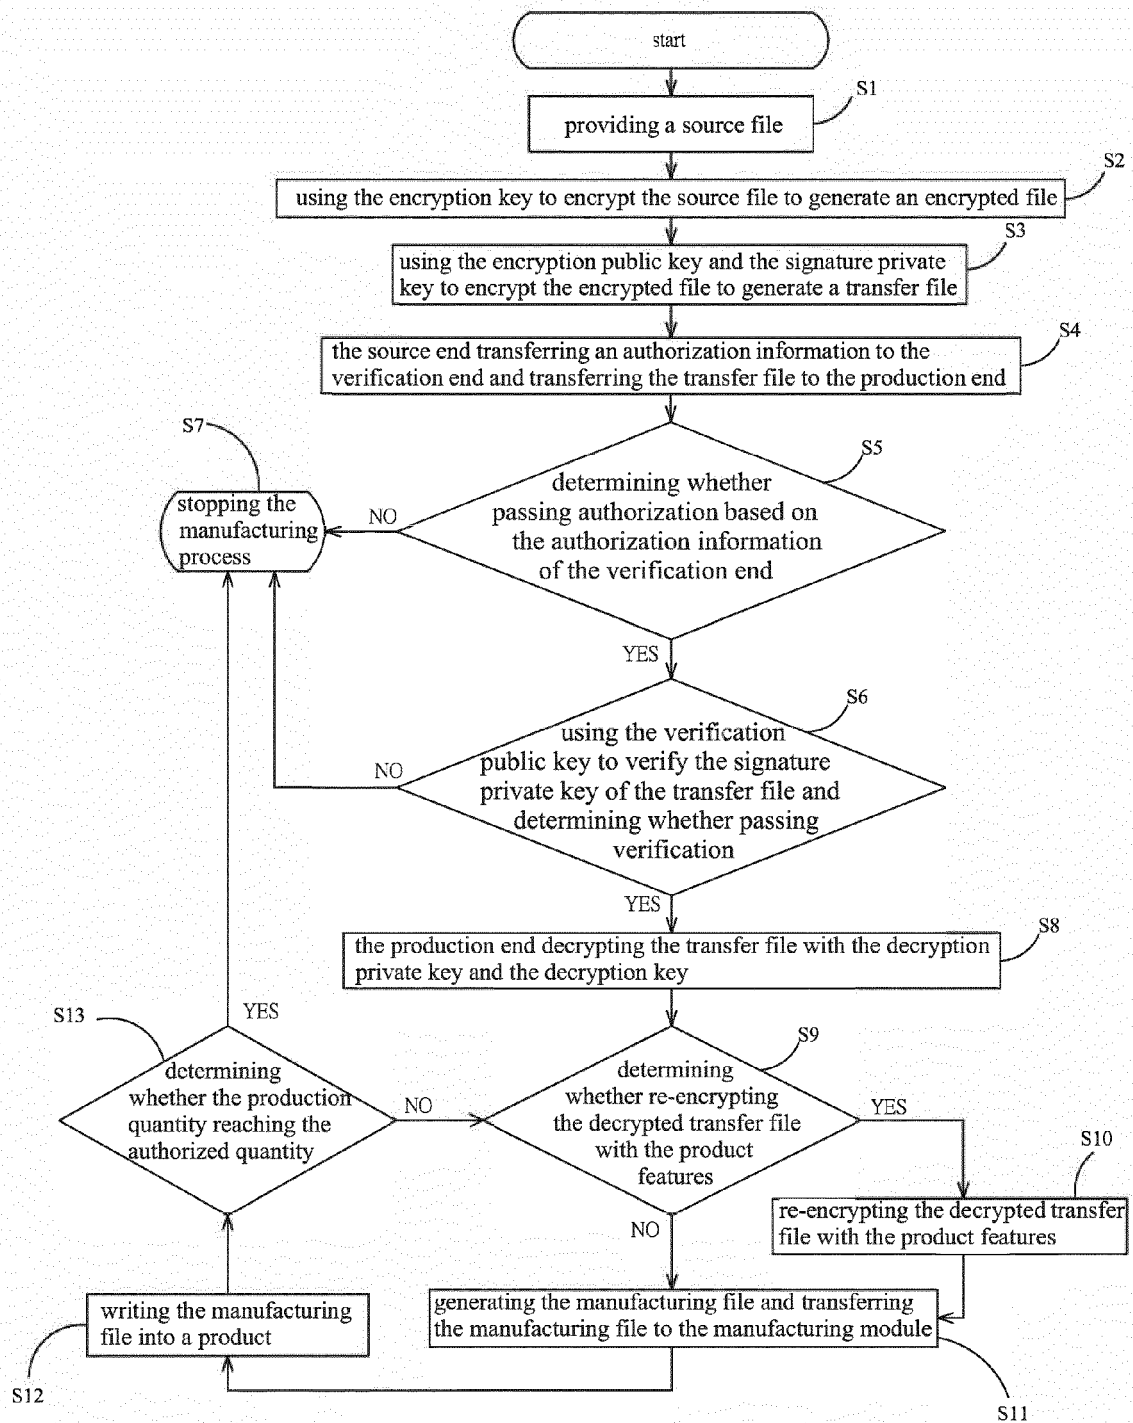 start
S1
providing a source file
S2
using the encryption key to encrypt the source file to generate an encrypted file
S3
using the encryption public key and the signature private
key to encrypt the encrypted file to generate a transfer file
S4
the source end transferring an authorization information to the
verification end and transferring the transfer file to the production end
S7
stopping the
manufacturing
process
NO
S5
determining whether
passing authorization based on
the authorization information
of the verification end
YES
S6
using the verification
public key to verify the signature
private key of the transfer file and
determining whether passing
verification
NO
YES
S8
the production end decrypting the transfer file with the decryption
private key and the decryption key
S13
YES
determining
whether the production
quantity reaching the
authorized quantity
NO
S9
determining
whether re-encrypting
the decrypted transfer file
with the product
features
YES
S10
re-encrypting the decrypted transfer
file with the product features
NO
generating the manufacturing file and transferring
the manufacturing file to the manufacturing module
S11
writing the manufacturing
file into a product
S12